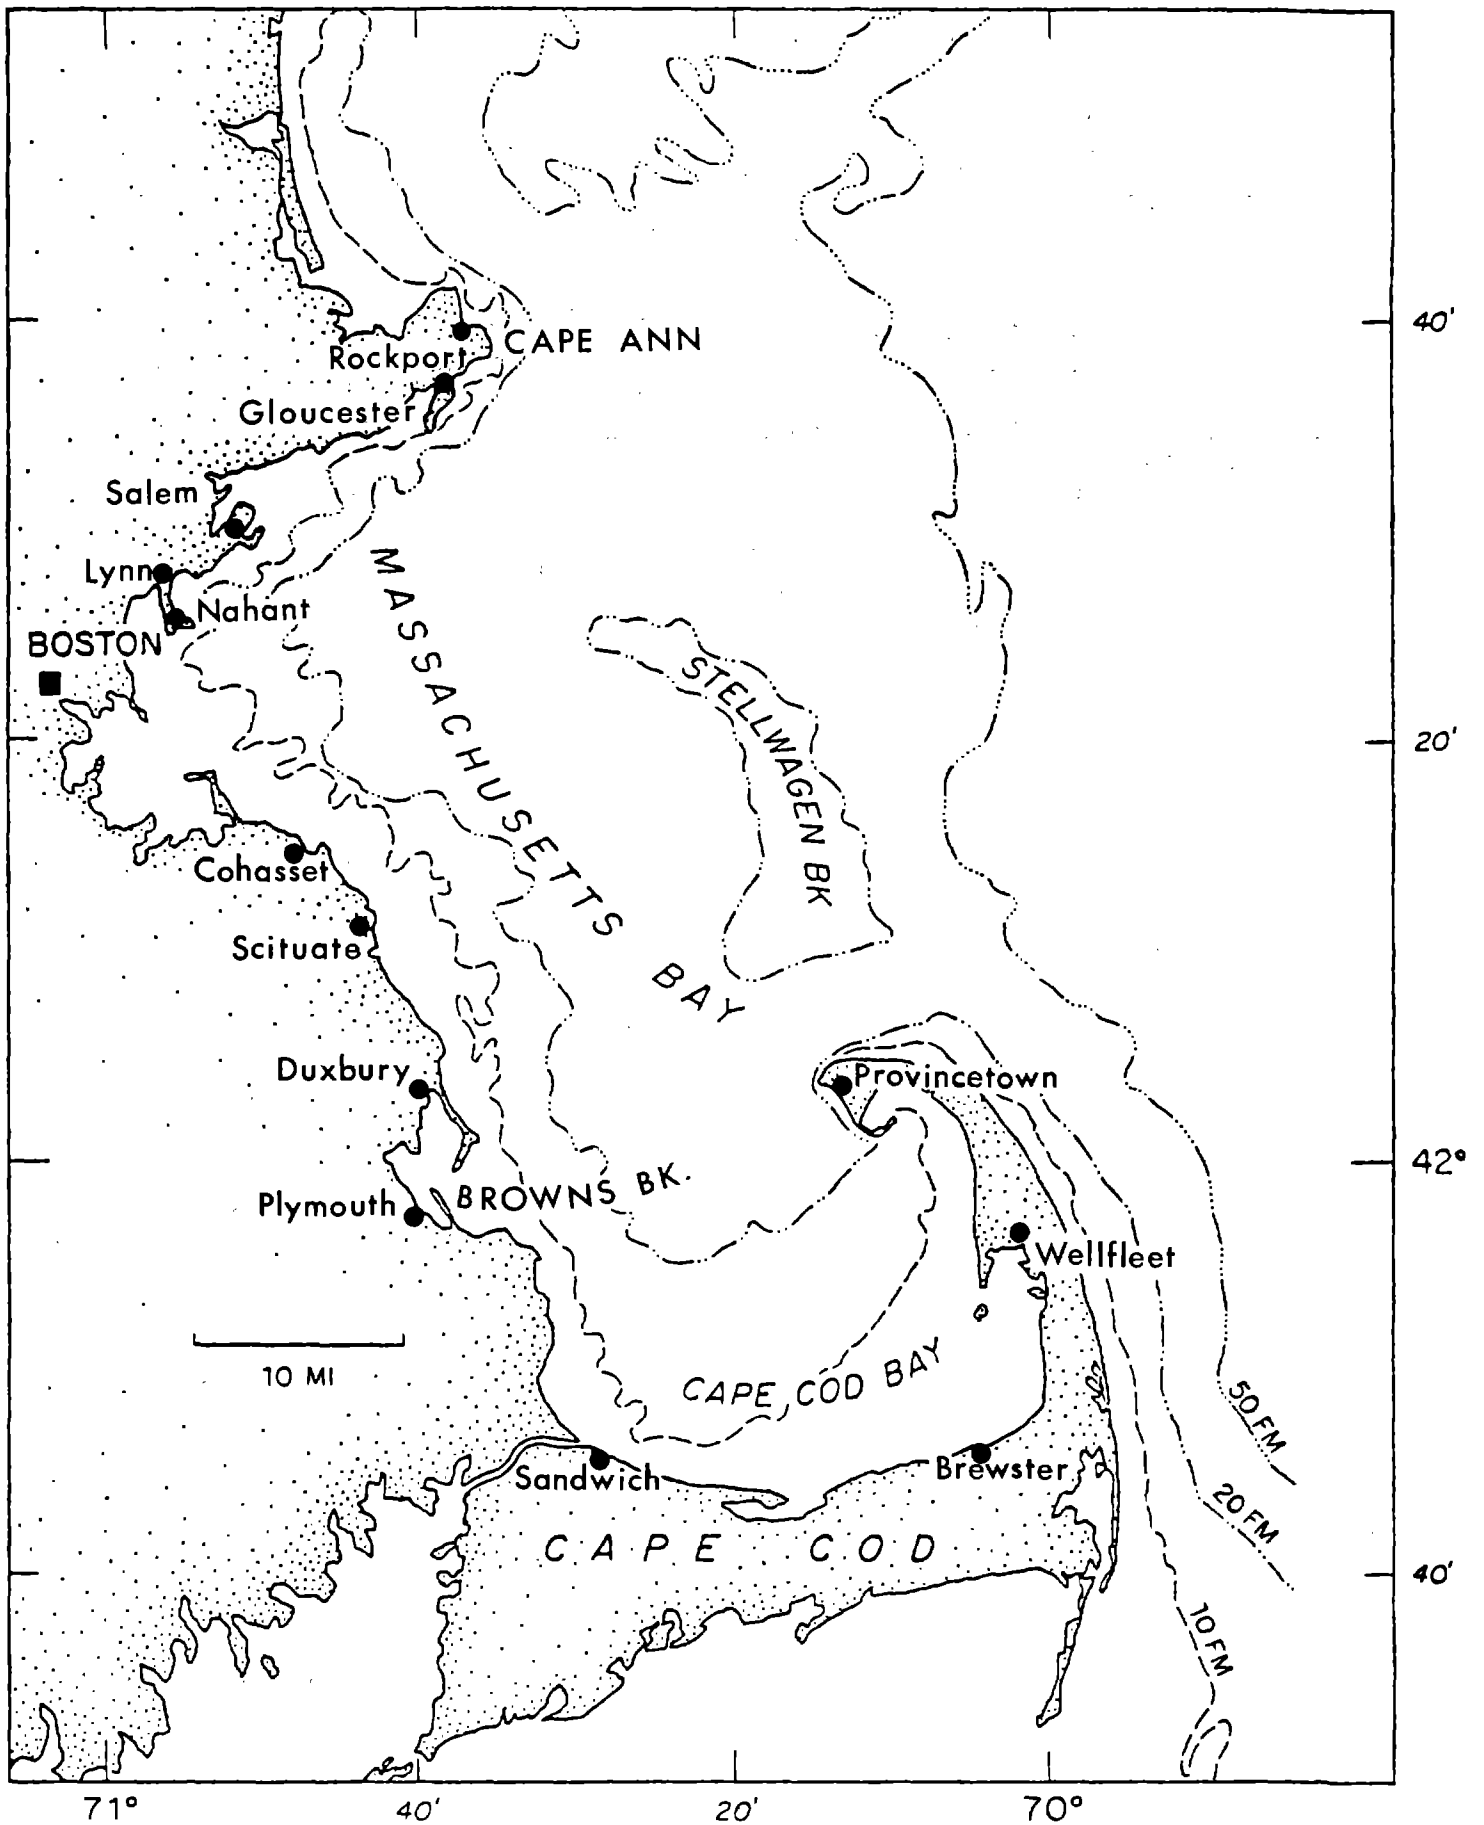 CAPE ANN
40'
Rockport
Gloucester
Salem
Lynn
Nahant
BOSTON
MASSACHUSETTS BAY
STELLWAGEN BK
20'
Cohasset
Scituate
Duxbury
Provincetown
42°
Plymouth
BROWNS BK.
Wellfleet
10 MI
CAPE COD BAY
50 FM
Sandwich
Brewster
20 FM
CAPE COD
40'
10 FM
71°
40'
20'
70°